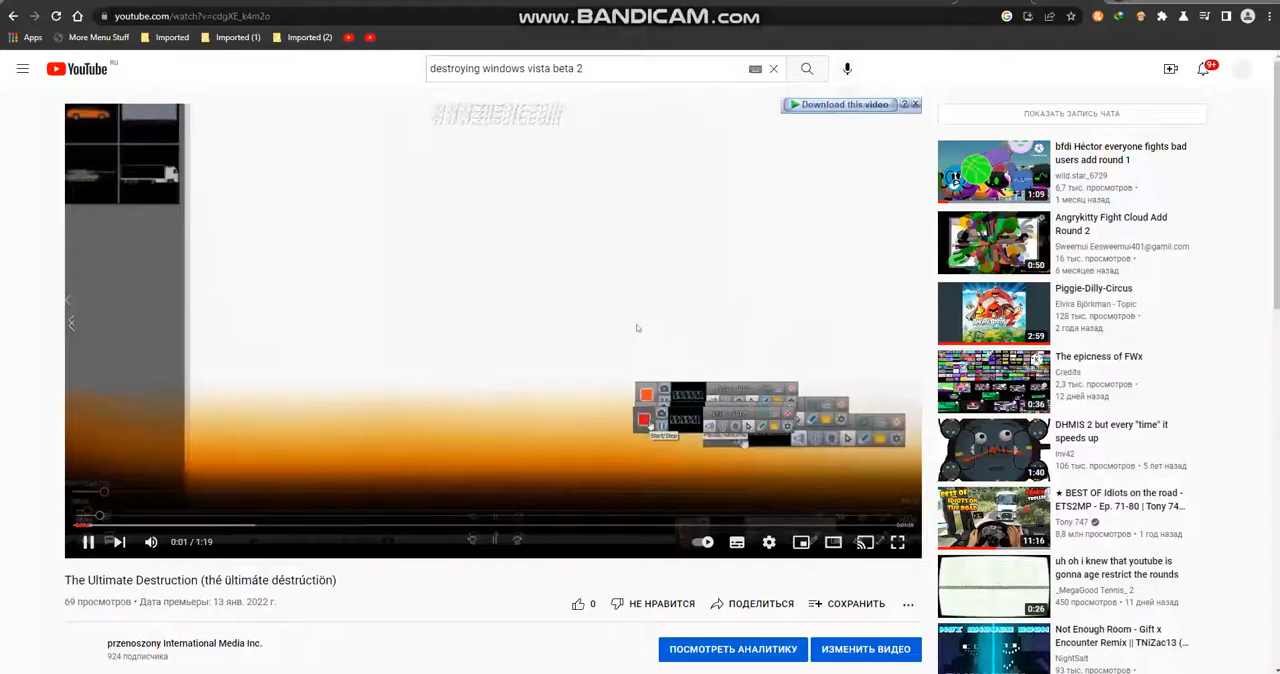 youtube.com/watch?v=cdgXE_k4m2o
www.BANDICAM.com
Apps
More Menu Stuff
Imported
Imported (1)
Imported (2)
YouTube RU
destroying windows vista beta 2
9+
Download this video
ПОКАЗАТЬ ЗАПИСЬ ЧАТА
bfdi Héctor everyone fights bad
users add round 1
wild.star_6729
6,7 тыс. просмотров •
1 месяц назад
1:09
Angrykitty Fight Cloud Add
Round 2
Sweemui Eesweemui401@gamil.com
16 тыс. просмотров •
6 месяцев назад
0:50
Piggie-Dilly-Circus
Elvira Björkman - Topic
128 тыс. просмотров •
2 года назад
2:59
The epicness of FWx
Credits
2,3 тыс. просмотров •
12 дней назад
0:36
DHMIS 2 but every "time" it
speeds up
Inv42
106 тыс. просмотров • 5 лет назад
1:40
★ BEST OF Idiots on the road -
ETS2MP - Ep. 71-80 | Tony 74...
Tony 747
8,8 млн просмотров • 1 год назад
11:16
uh oh i knew that youtube is
gonna age restrict the rounds
_MegaGood Tennis_ 2
450 просмотров • 11 дней назад
0:26
Not Enough Room - Gift x
Encounter Remix || TNiZac13 (...
NightSalt
93 тыс. просмотров •
Start/Stop
0:01 / 1:19
The Ultimate Destruction (thé ültimáte déstrúctiön)
69 просмотров • Дата премьеры: 13 янв. 2022 г.
0
НЕ НРАВИТСЯ
ПОДЕЛИТЬСЯ
СОХРАНИТЬ
przenoszony International Media Inc.
924 подписчика
ПОСМОТРЕТЬ АНАЛИТИКУ
ИЗМЕНИТЬ ВИДЕО